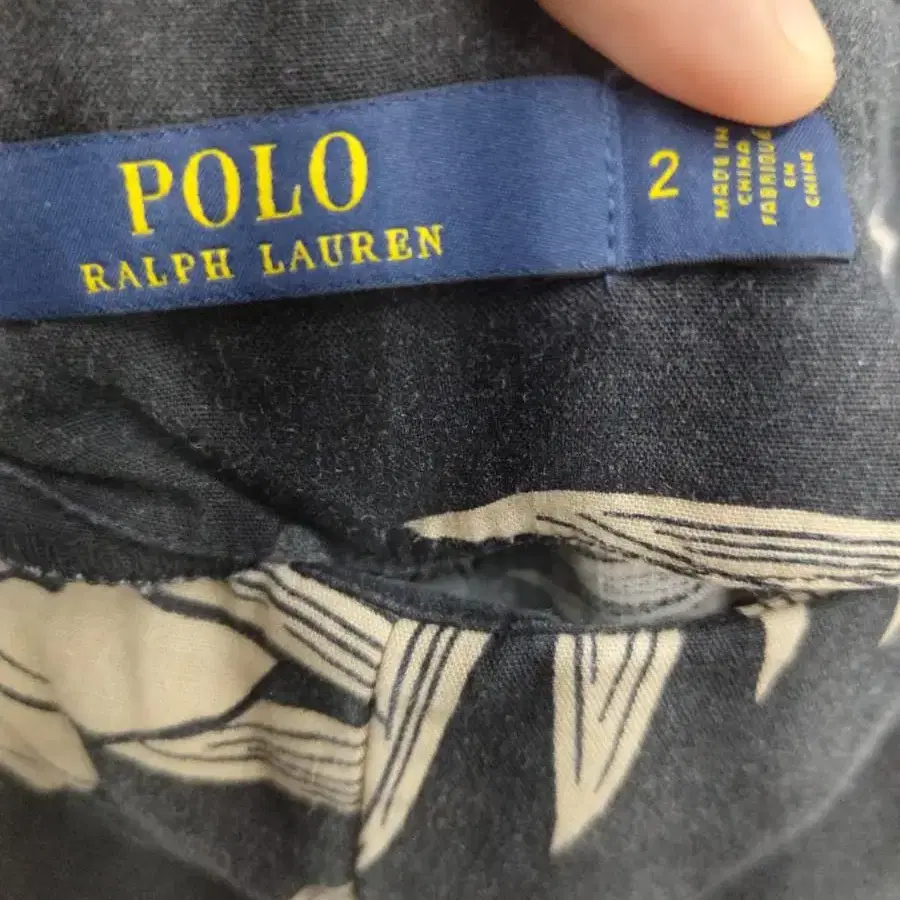 POLO
RALPH LAUREN
2
MADE IN
CHINA
FABRIQUÉ
EN
CHINE